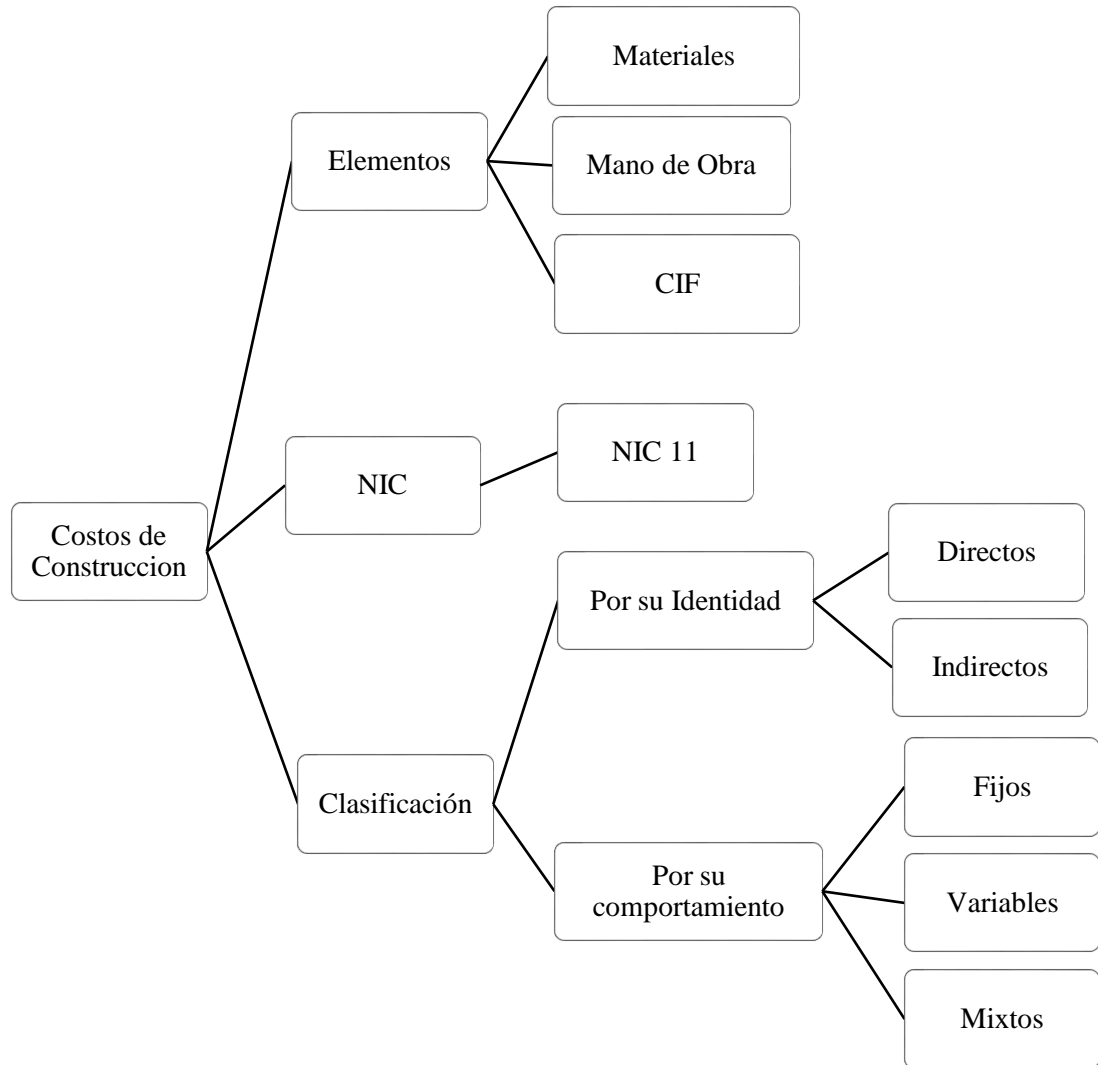 Materiales
Elementos
Mano de Obra
CIF
NIC 11
NIC
Costos de
Construccion
Directos
Por su Identidad
Indirectos
Clasificación
Fijos
Por su
comportamiento
Variables
Mixtos